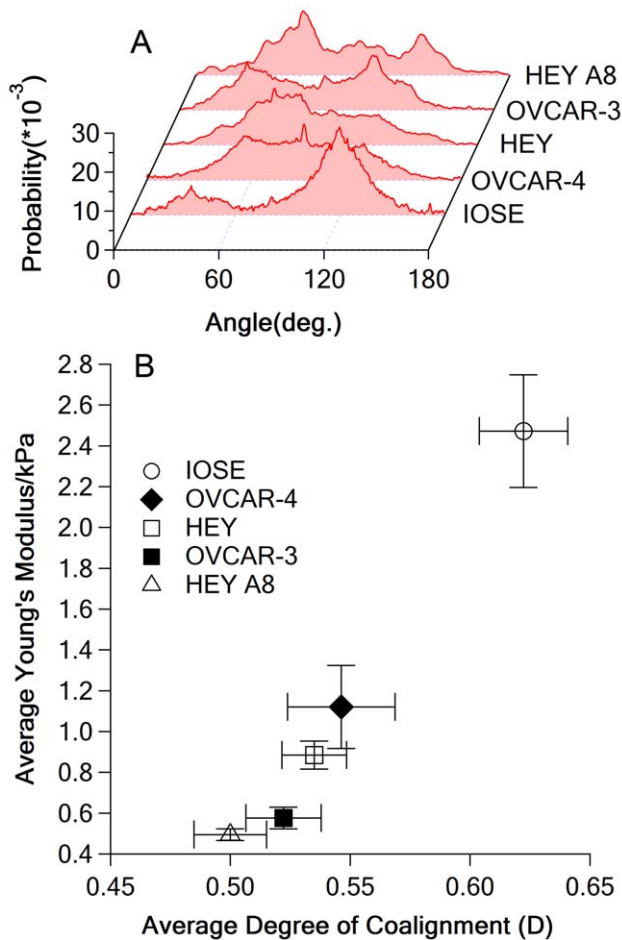 A
Probability(*10⁻³)
30
20
10
0
HEY A8
OVCAR-3
HEY
OVCAR-4
IOSE
0
60
120
180
Angle(deg.)
B
Average Young's Modulus/kPa
2.8
2.6
2.4
2.2
2.0
1.8
1.6
1.4
1.2
1.0
0.8
0.6
0.4
IOSE
OVCAR-4
HEY
OVCAR-3
HEY A8
0.45
0.50
0.55
0.60
0.65
Average Degree of Coalignment (D)